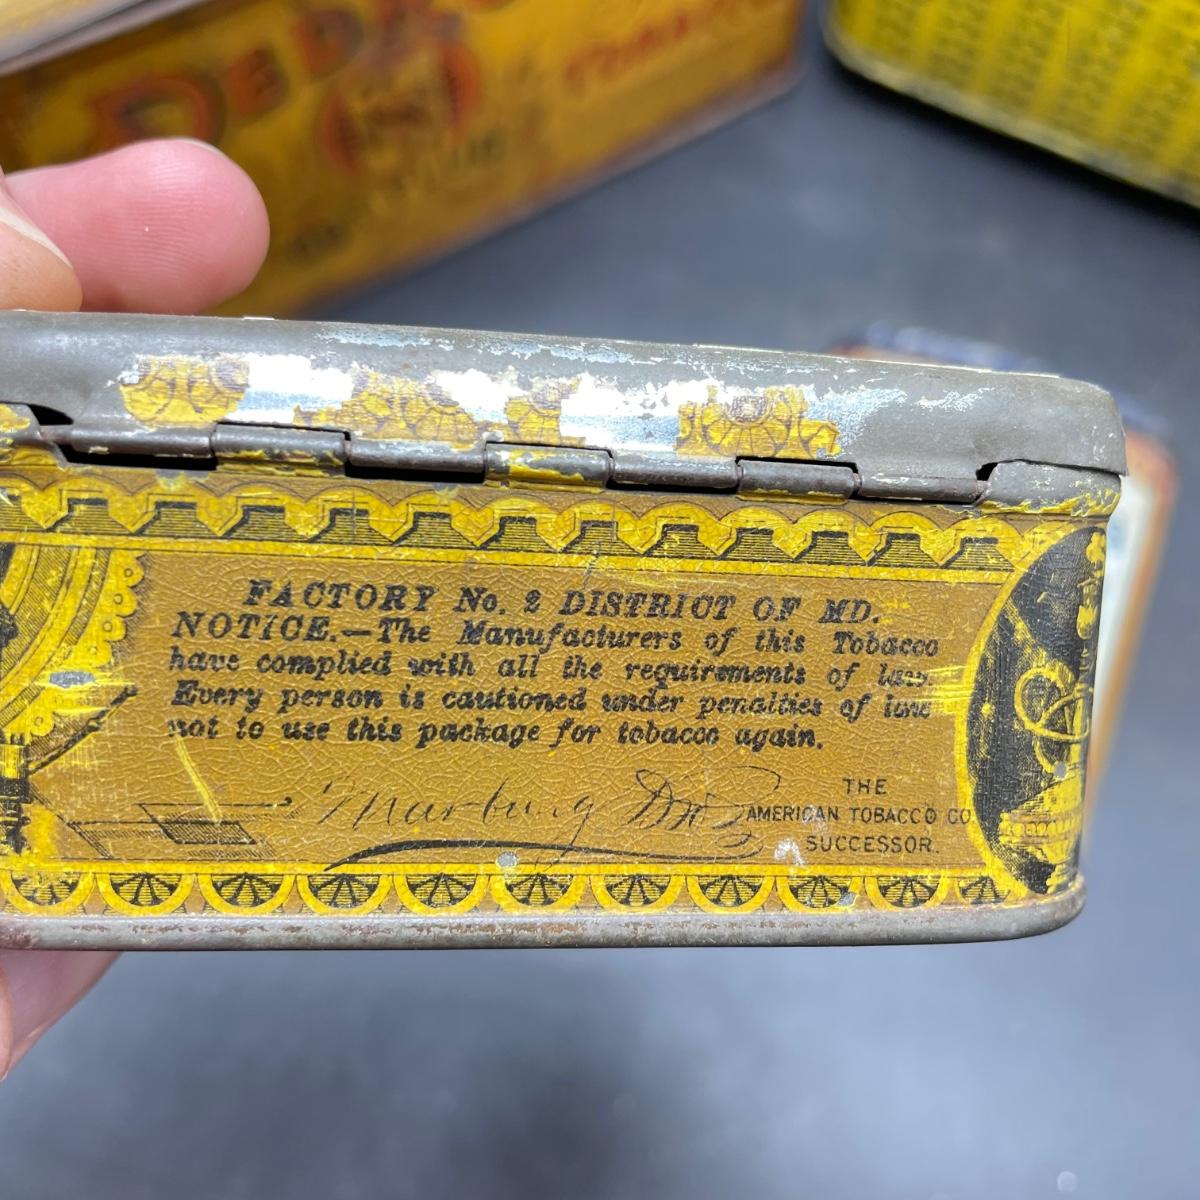 FACTORY No. 2 DISTRICT OF MD.
NOTICE.—The Manufacturers of this Tobacco
have complied with all the requirements of law.
Every person is cautioned under penalties of law
not to use this package for tobacco again.
Marburg Bros
THE
AMERICAN TOBACCO CO.
SUCCESSOR.